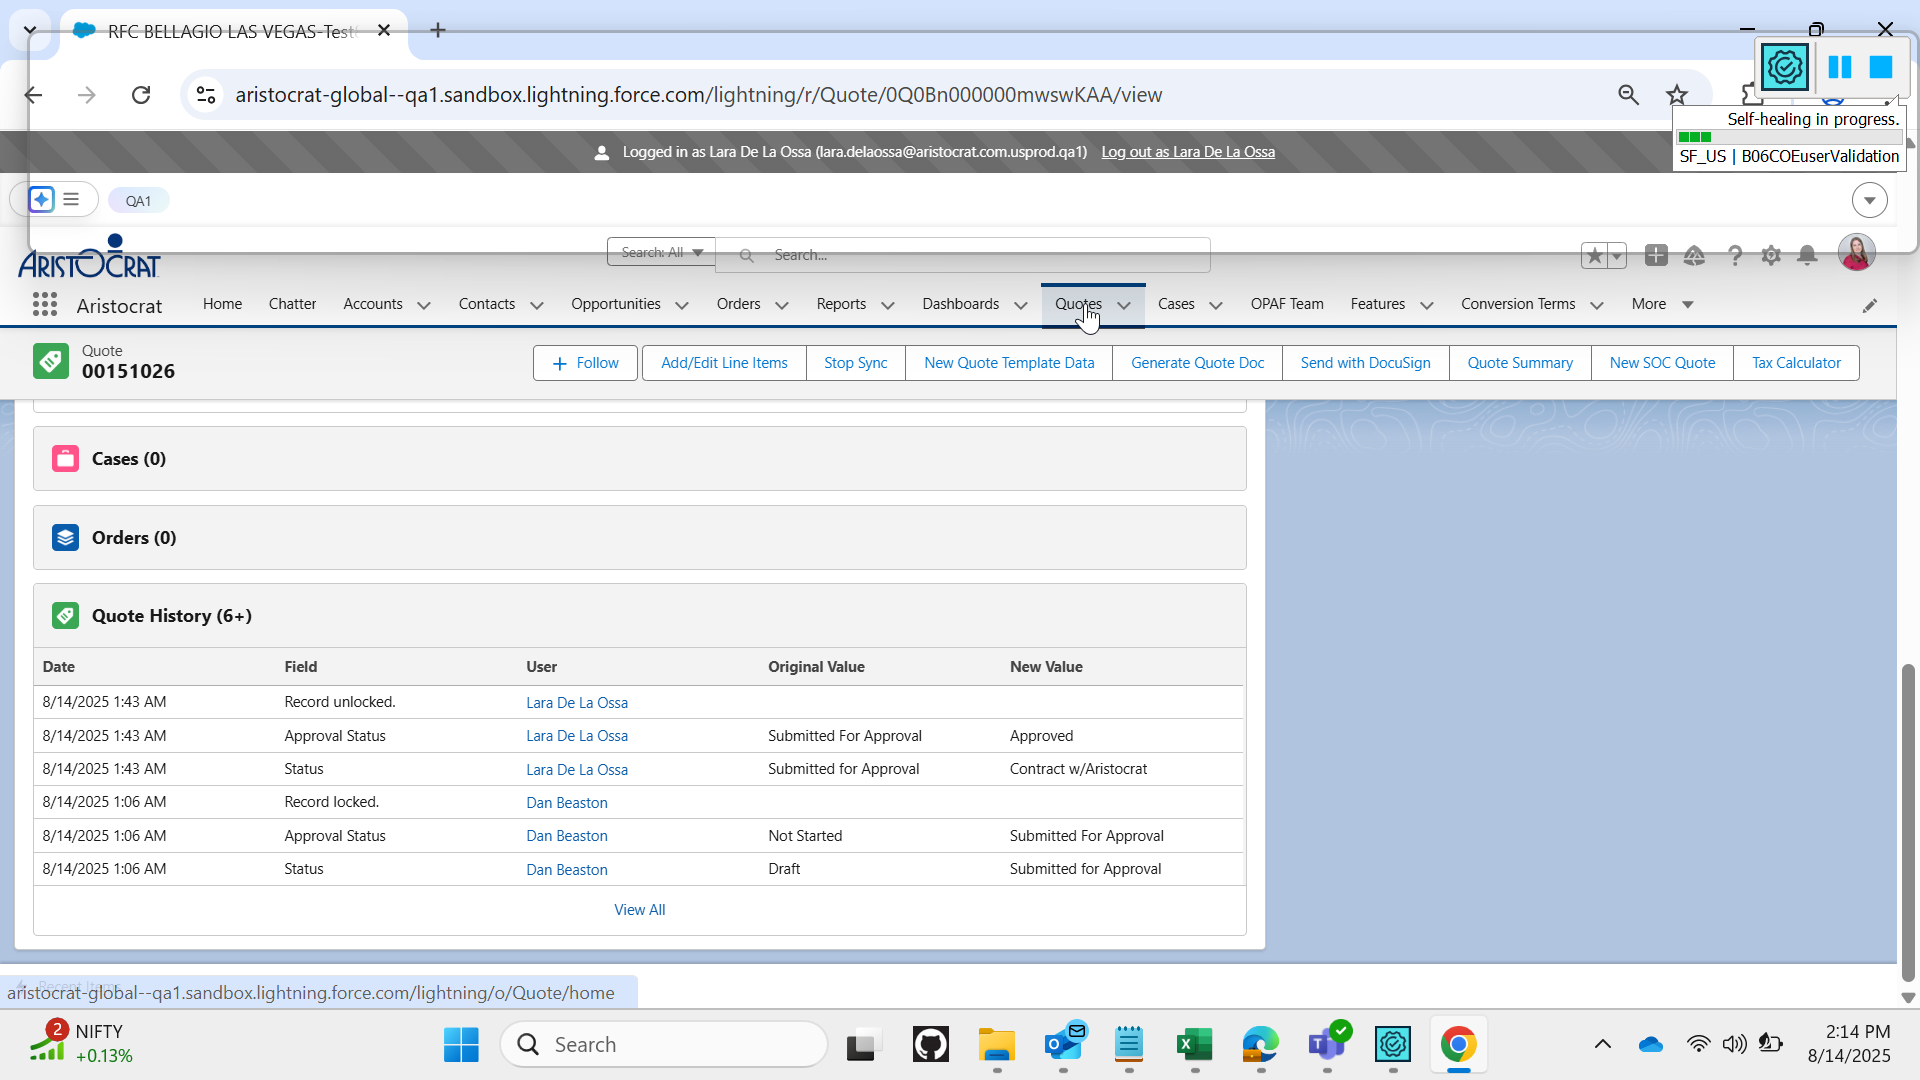 RFC BELLAGIO LAS VEGAS-Test
aristocrat-global--qa1.sandbox.lightning.force.com/lightning/r/Quote/0Q0Bn000000mwswKAA/view
Self-healing in progress.
SF_US | B06COEuserValidation
Logged in as Lara De La Ossa (lara.delaossa@aristocrat.com.usprod.qa1) Log out as Lara De La Ossa
QA1
ARISTOCRAT
Search: All Search...
Aristocrat Home Chatter Accounts Contacts Opportunities Orders Reports Dashboards Quotes Cases OPAF Team Features Conversion Terms More
Quote
00151026
Follow Add/Edit Line Items Stop Sync New Quote Template Data Generate Quote Doc Send with DocuSign Quote Summary New SOC Quote Tax Calculator
Cases (0)
Orders (0)
Quote History (6+)
Date Field User Original Value New Value
8/14/2025 1:43 AM Record unlocked. Lara De La Ossa
8/14/2025 1:43 AM Approval Status Lara De La Ossa Submitted For Approval Approved
8/14/2025 1:43 AM Status Lara De La Ossa Submitted for Approval Contract w/Aristocrat
8/14/2025 1:06 AM Record locked. Dan Beaston
8/14/2025 1:06 AM Approval Status Dan Beaston Not Started Submitted For Approval
8/14/2025 1:06 AM Status Dan Beaston Draft Submitted for Approval
View All
Recent Items
aristocrat-global--qa1.sandbox.lightning.force.com/lightning/o/Quote/home
2
NIFTY
+0.13%
Search
2:14 PM
8/14/2025